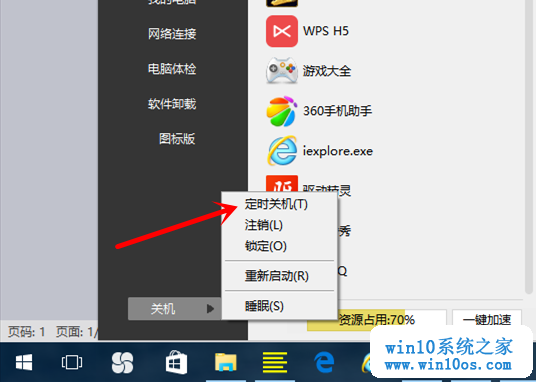 我的电脑
网络连接
电脑体检
软件卸载
图标版
关机
WPS H5
游戏大全
360手机助手
iexplore.exe
驱动精灵
秀
Q
定时关机(T)
注销(L)
锁定(O)
重新启动(R)
睡眠(S)
资源占用:70%
一键加速
页码: 1 页面: 1/
win10系统之家
www.win10os.com